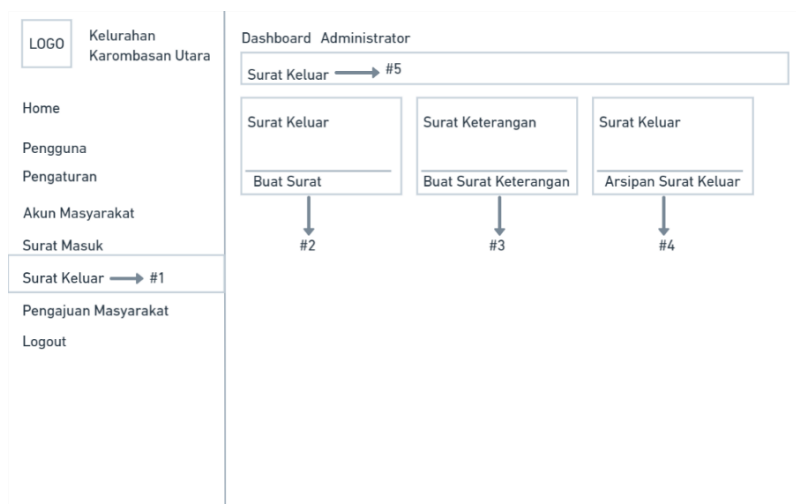 LOGO
Kelurahan
Karombasan Utara
Home
Pengguna
Pengaturan
Akun Masyarakat
Surat Masuk
Surat Keluar #1
Pengajuan Masyarakat
Logout
Dashboard Administrator
Surat Keluar #5
Surat Keluar
Buat Surat
#2
Surat Keterangan
Buat Surat Keterangan
#3
Surat Keluar
Arsipan Surat Keluar
#4